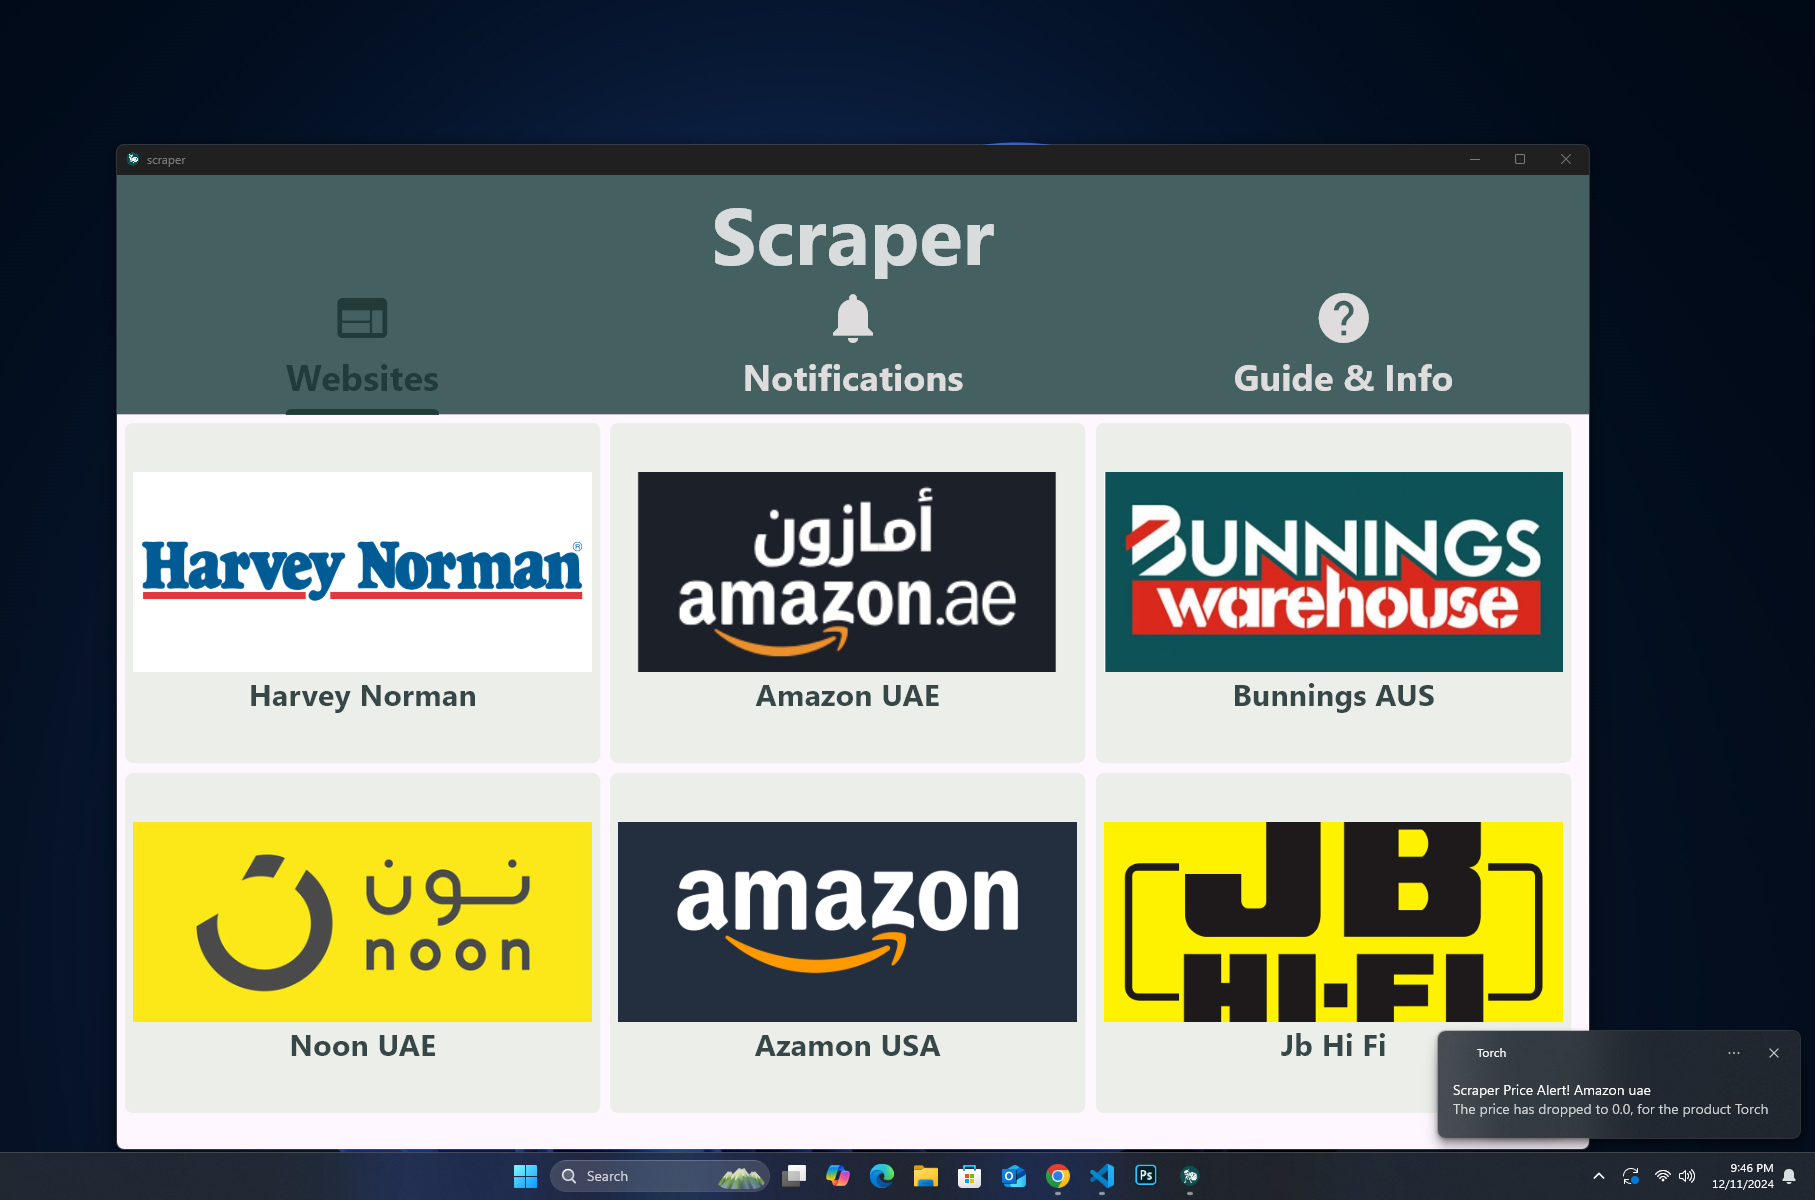 scraper
Scraper
Websites
Notifications
Guide & Info
Harvey Norman®
أمازون
amazon.ae
BUNNINGS
warehouse
Harvey Norman
Amazon UAE
Bunnings AUS
نون
noon
amazon
JB
HI-FI
Noon UAE
Azamon USA
Jb Hi Fi
Torch
Scraper Price Alert! Amazon uae
The price has dropped to 0.0, for the product Torch
Search
Ps
9:46 PM
12/11/2024